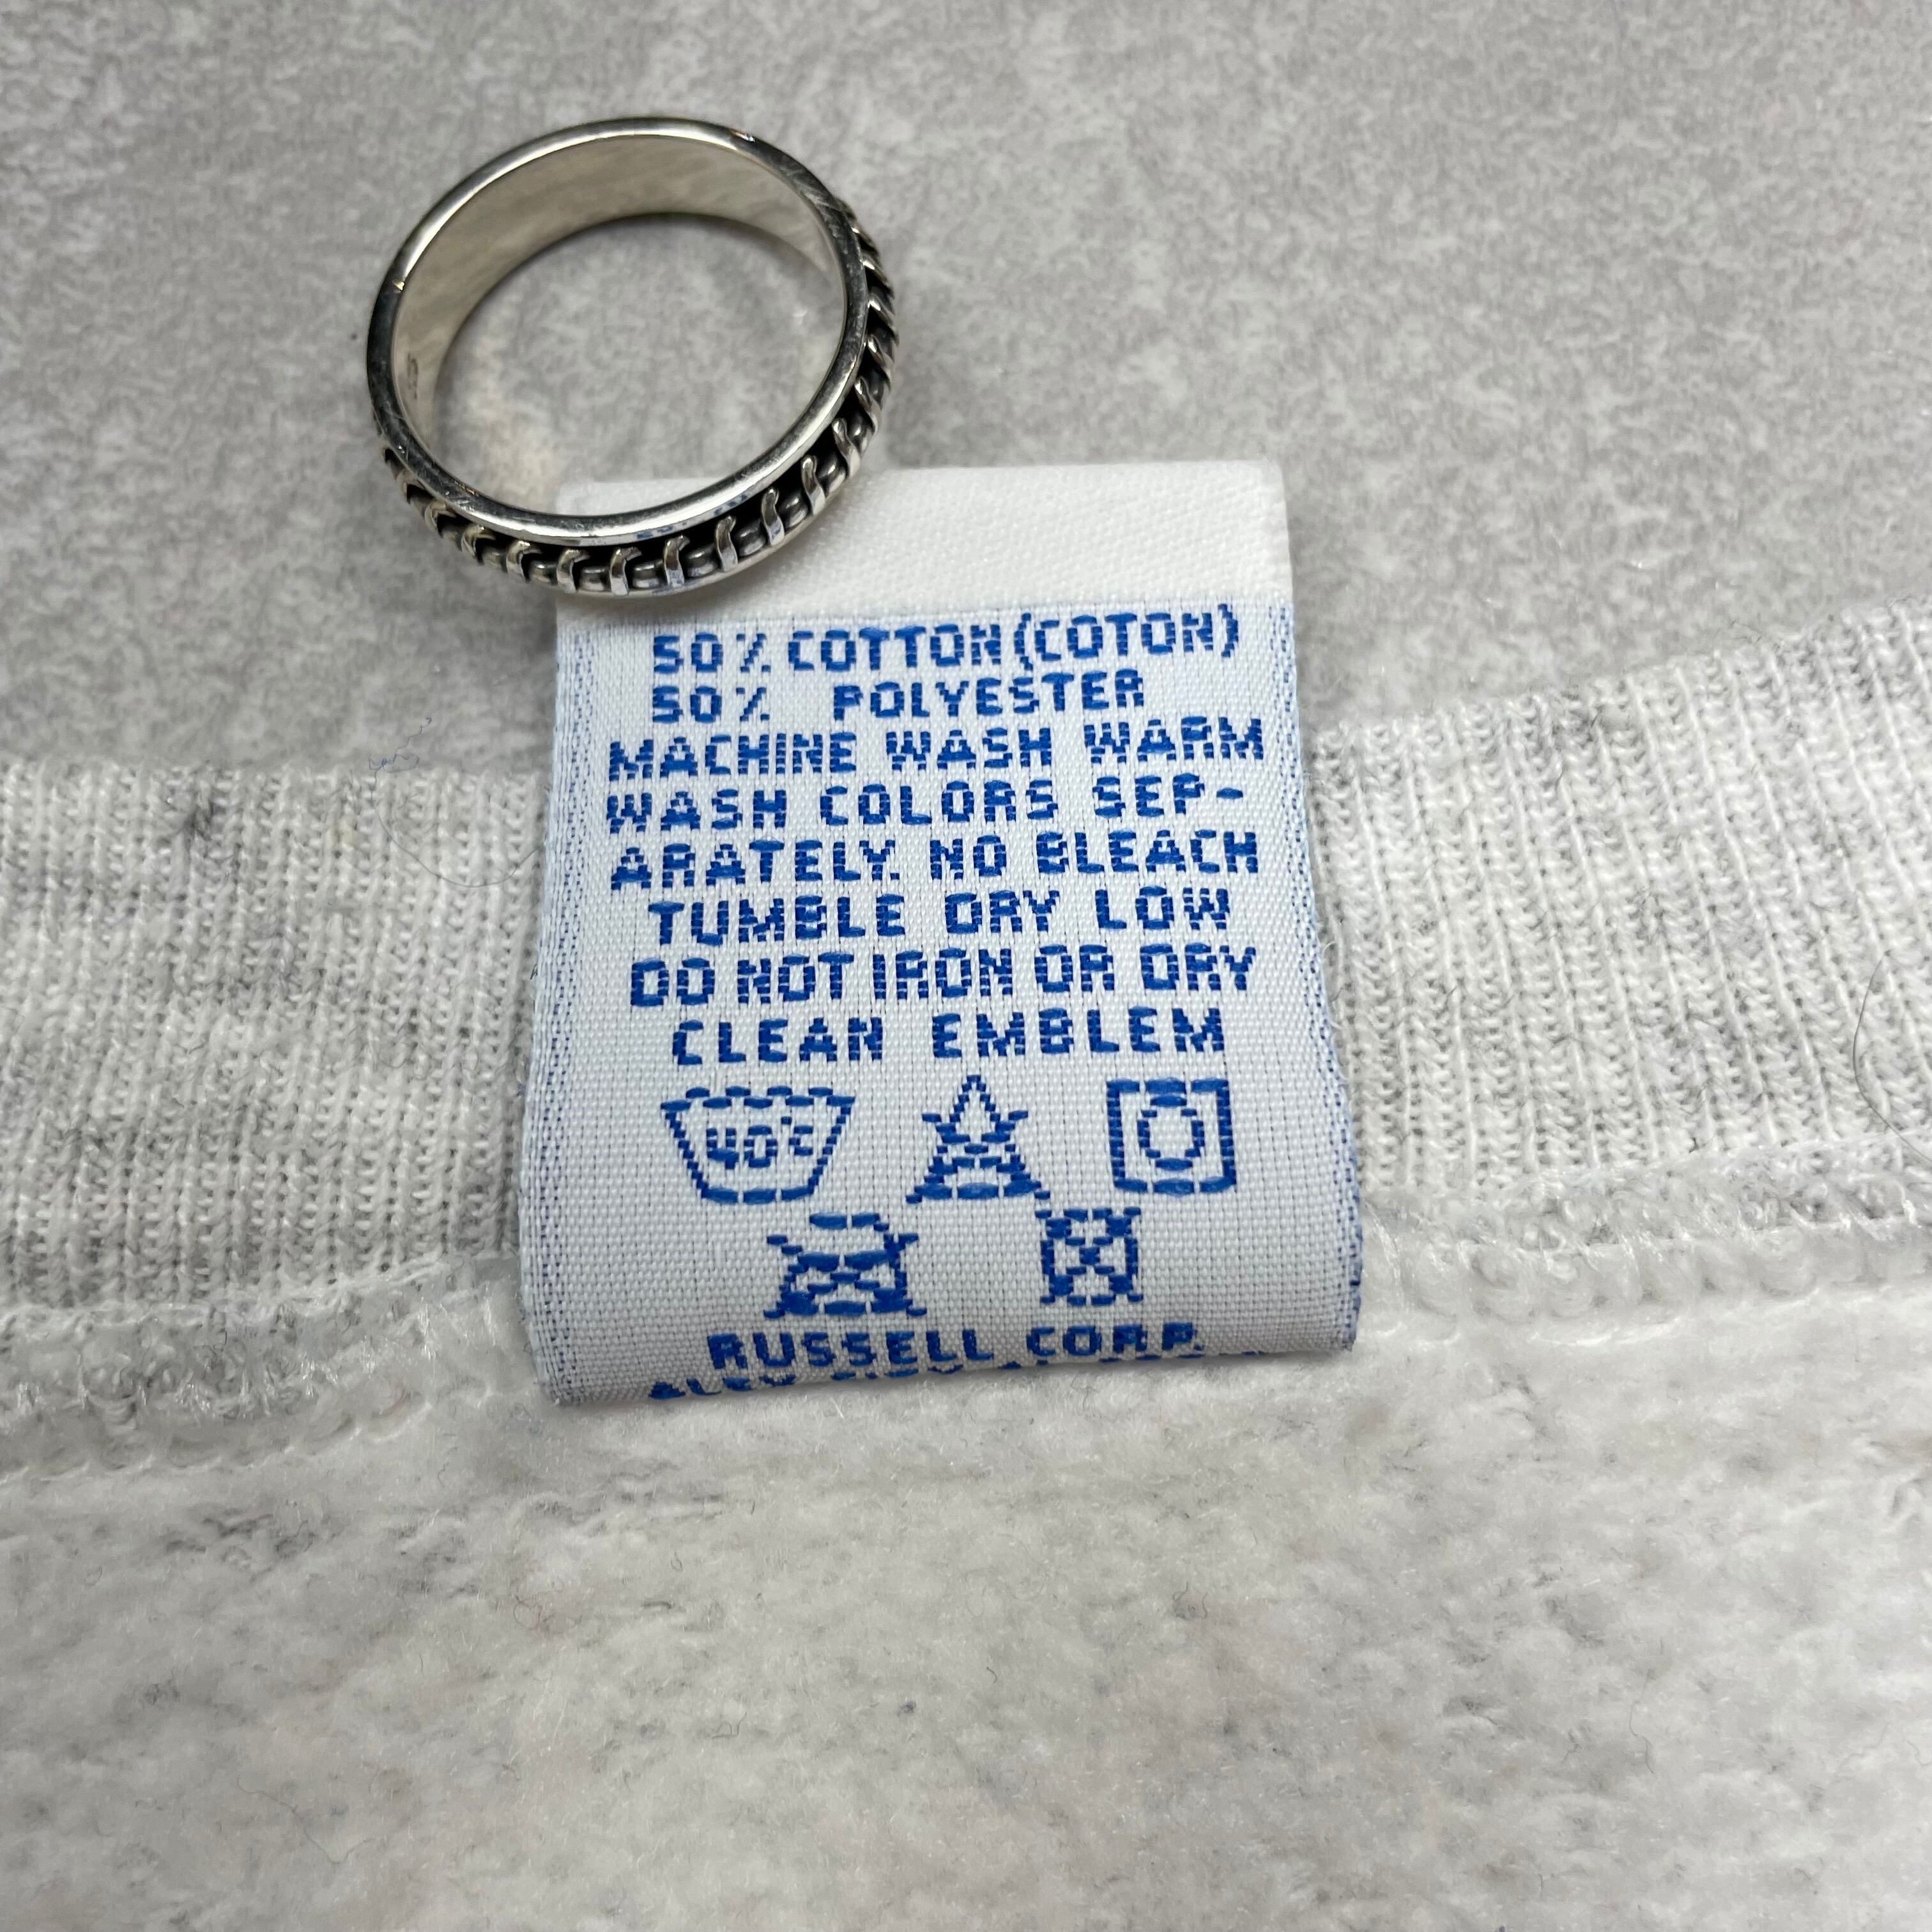 50% COTTON (COTON)
50% POLYESTER
MACHINE WASH WARM
WASH COLORS SEP-
ARATELY. NO BLEACH
TUMBLE DRY LOW
DO NOT IRON OR DRY
CLEAN EMBLEM
40°C
RUSSELL CORP.